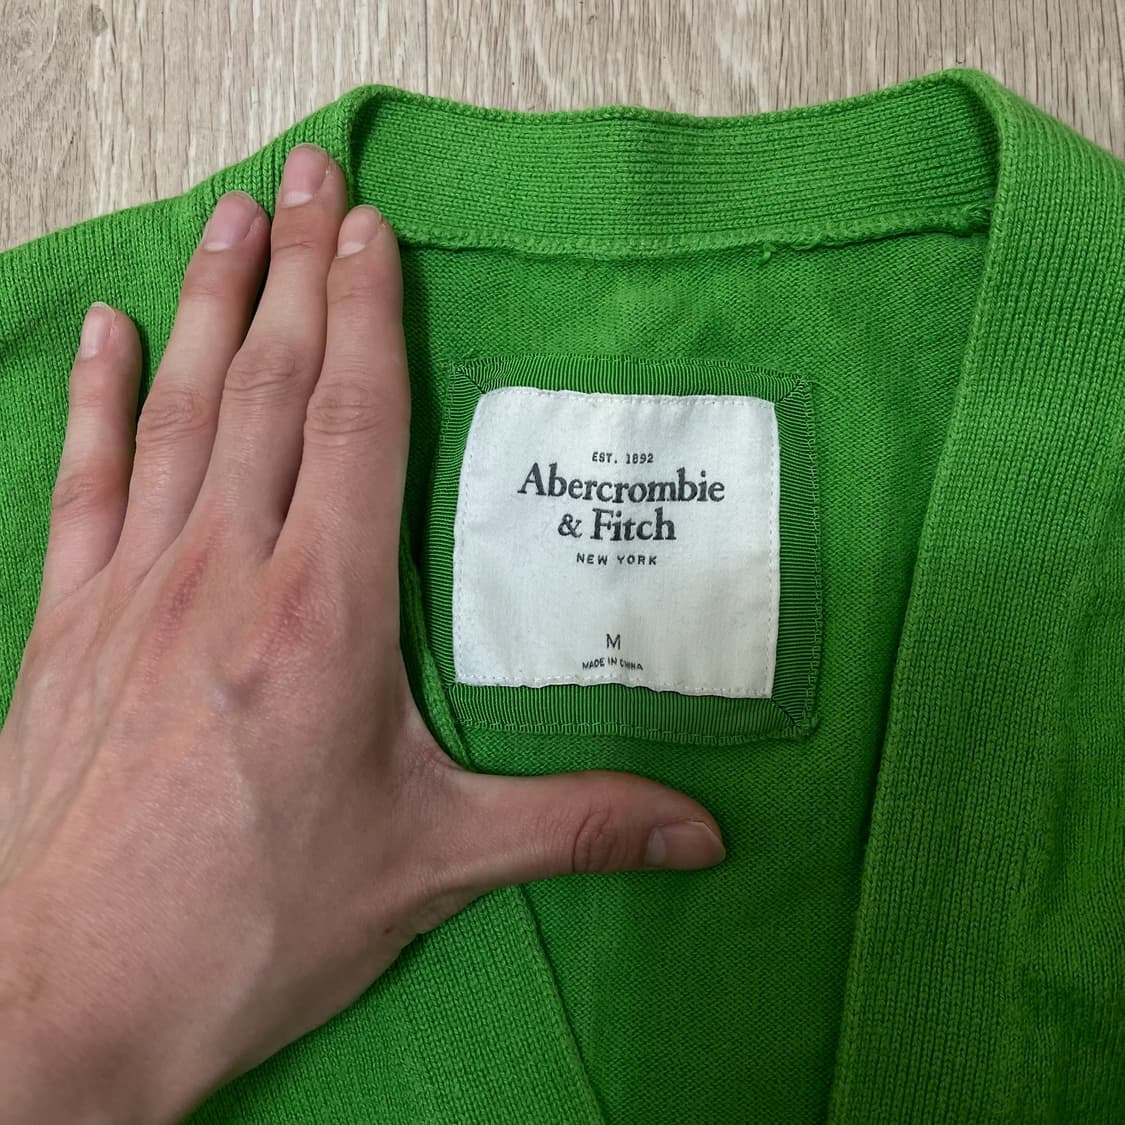 EST. 1892
Abercrombie
& Fitch
NEW YORK
M
MADE IN CHINA